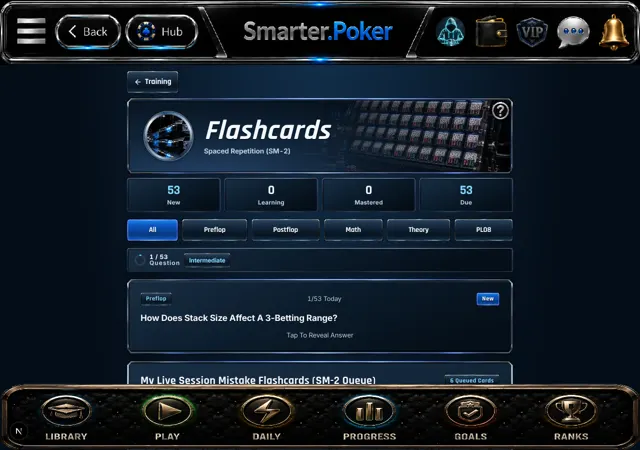 Back
Hub
Smarter.Poker
VIP
← Training
Flashcards
Spaced Repetition (SM-2)
?
53
New
0
Learning
0
Mastered
53
Due
All
Preflop
Postflop
Math
Theory
PLO8
1 / 53
Question
Intermediate
Preflop
1/53 Today
New
How Does Stack Size Affect A 3-Betting Range?
Tap To Reveal Answer
My Live Session Mistake Flashcards (SM-2 Queue)
6 Queued Cards
N
LIBRARY
PLAY
DAILY
PROGRESS
GOALS
RANKS